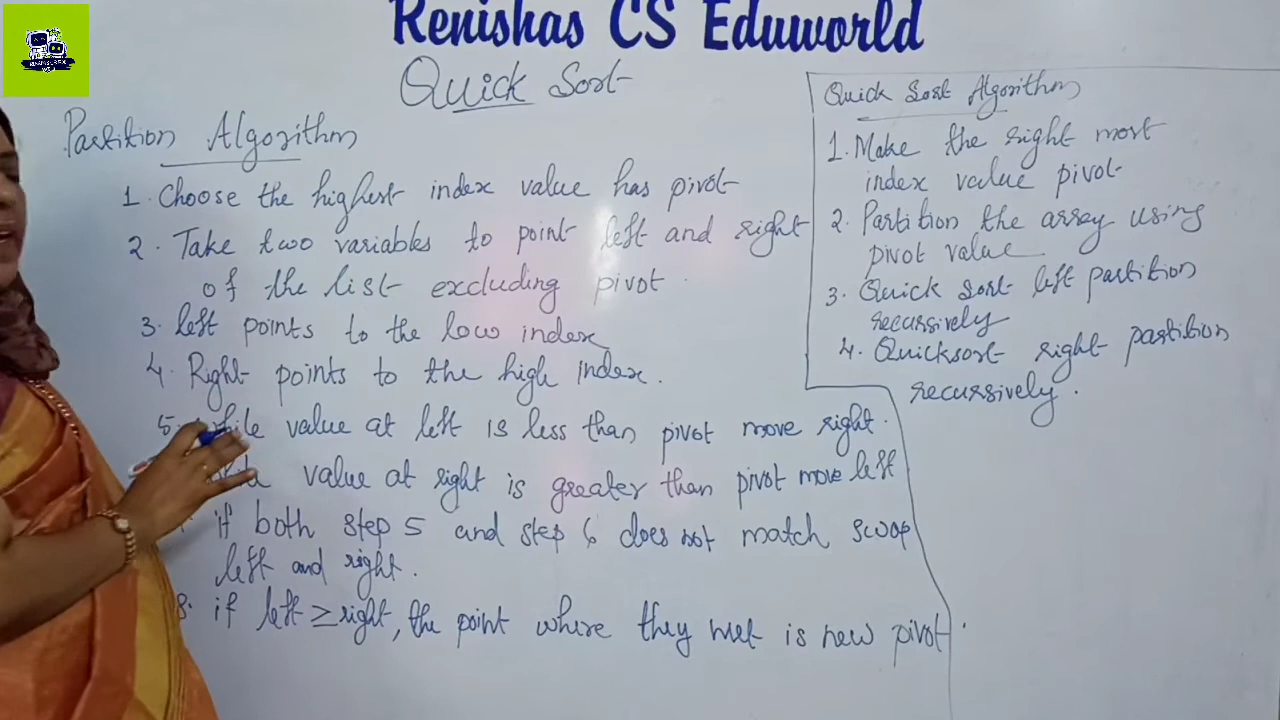 Renishas CS Eduworld
Quick Sort
Partition Algorithm
1. Choose the highest index value has pivot
2. Take two variables to point left and right
of the list excluding pivot.
3. left points to the low index
4. Right points to the high index.
5. while value at left is less than pivot move right.
value at right is greater than pivot move left
if both step 5 and step 6 does not match swap
left and right.
8. if left ≥ right, the point where they met is new pivot.
Quick Sort Algorithm
1. Make the right most
index value pivot
2. Partition the array using
pivot value
3. Quick Sort left partition
recursively
4. Quicksort right partition
recursively.